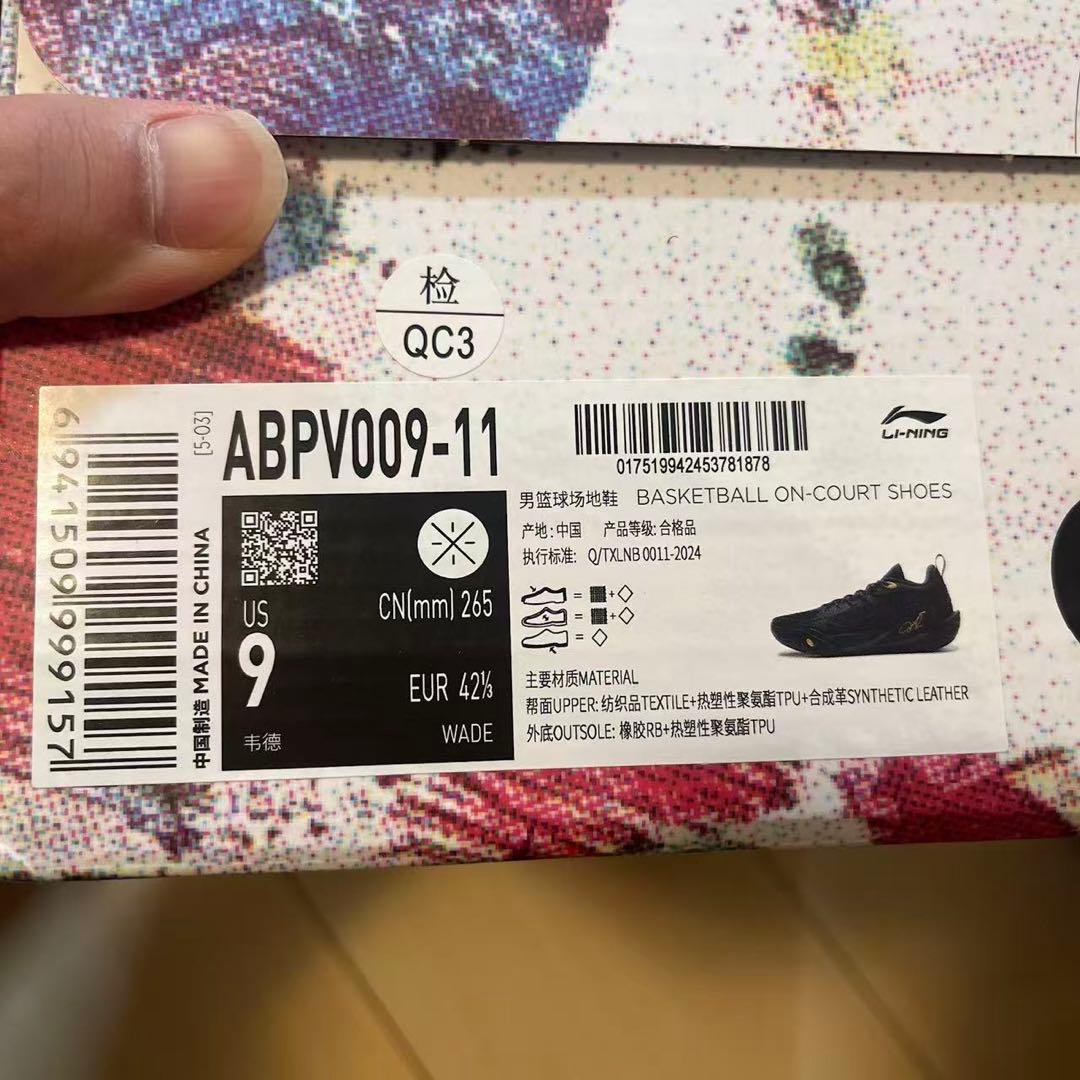 检
QC3
6 941509 999157
中国制造 MADE IN CHINA
[5-03]
ABPV009-11
017519942453781878
LI-NING
男篮球场地鞋 BASKETBALL ON-COURT SHOES
产地: 中国 产品等级: 合格品
执行标准: Q/TXLNB 0011-2024
US
9
韦德
CN(mm) 265
EUR 42⅓
WADE
= +
= +
=
主要材质MATERIAL
帮面UPPER: 纺织品TEXTILE+热塑性聚氨酯TPU+合成革SYNTHETIC LEATHER
外底OUTSOLE: 橡胶RB+热塑性聚氨酯TPU